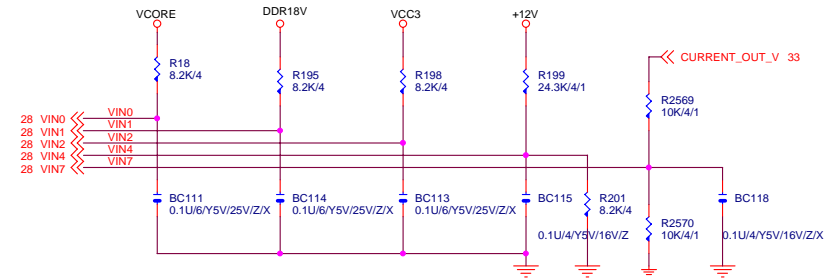 VCORE
DDR18V
VCC3
+12V
R18
8.2K/4
R195
8.2K/4
R198
8.2K/4
R199
24.3K/4/1
CURRENT_OUT_V 33
R2569
10K/4/1
28 VIN0 VIN0
28 VIN1 VIN1
28 VIN2 VIN2
28 VIN4 VIN4
28 VIN7 VIN7
BC111
0.1U/6/Y5V/25V/Z/X
BC114
0.1U/6/Y5V/25V/Z/X
BC113
0.1U/6/Y5V/25V/Z/X
BC115
0.1U/4/Y5V/16V/Z
R201
8.2K/4
R2570
10K/4/1
BC118
0.1U/4/Y5V/16V/Z/X